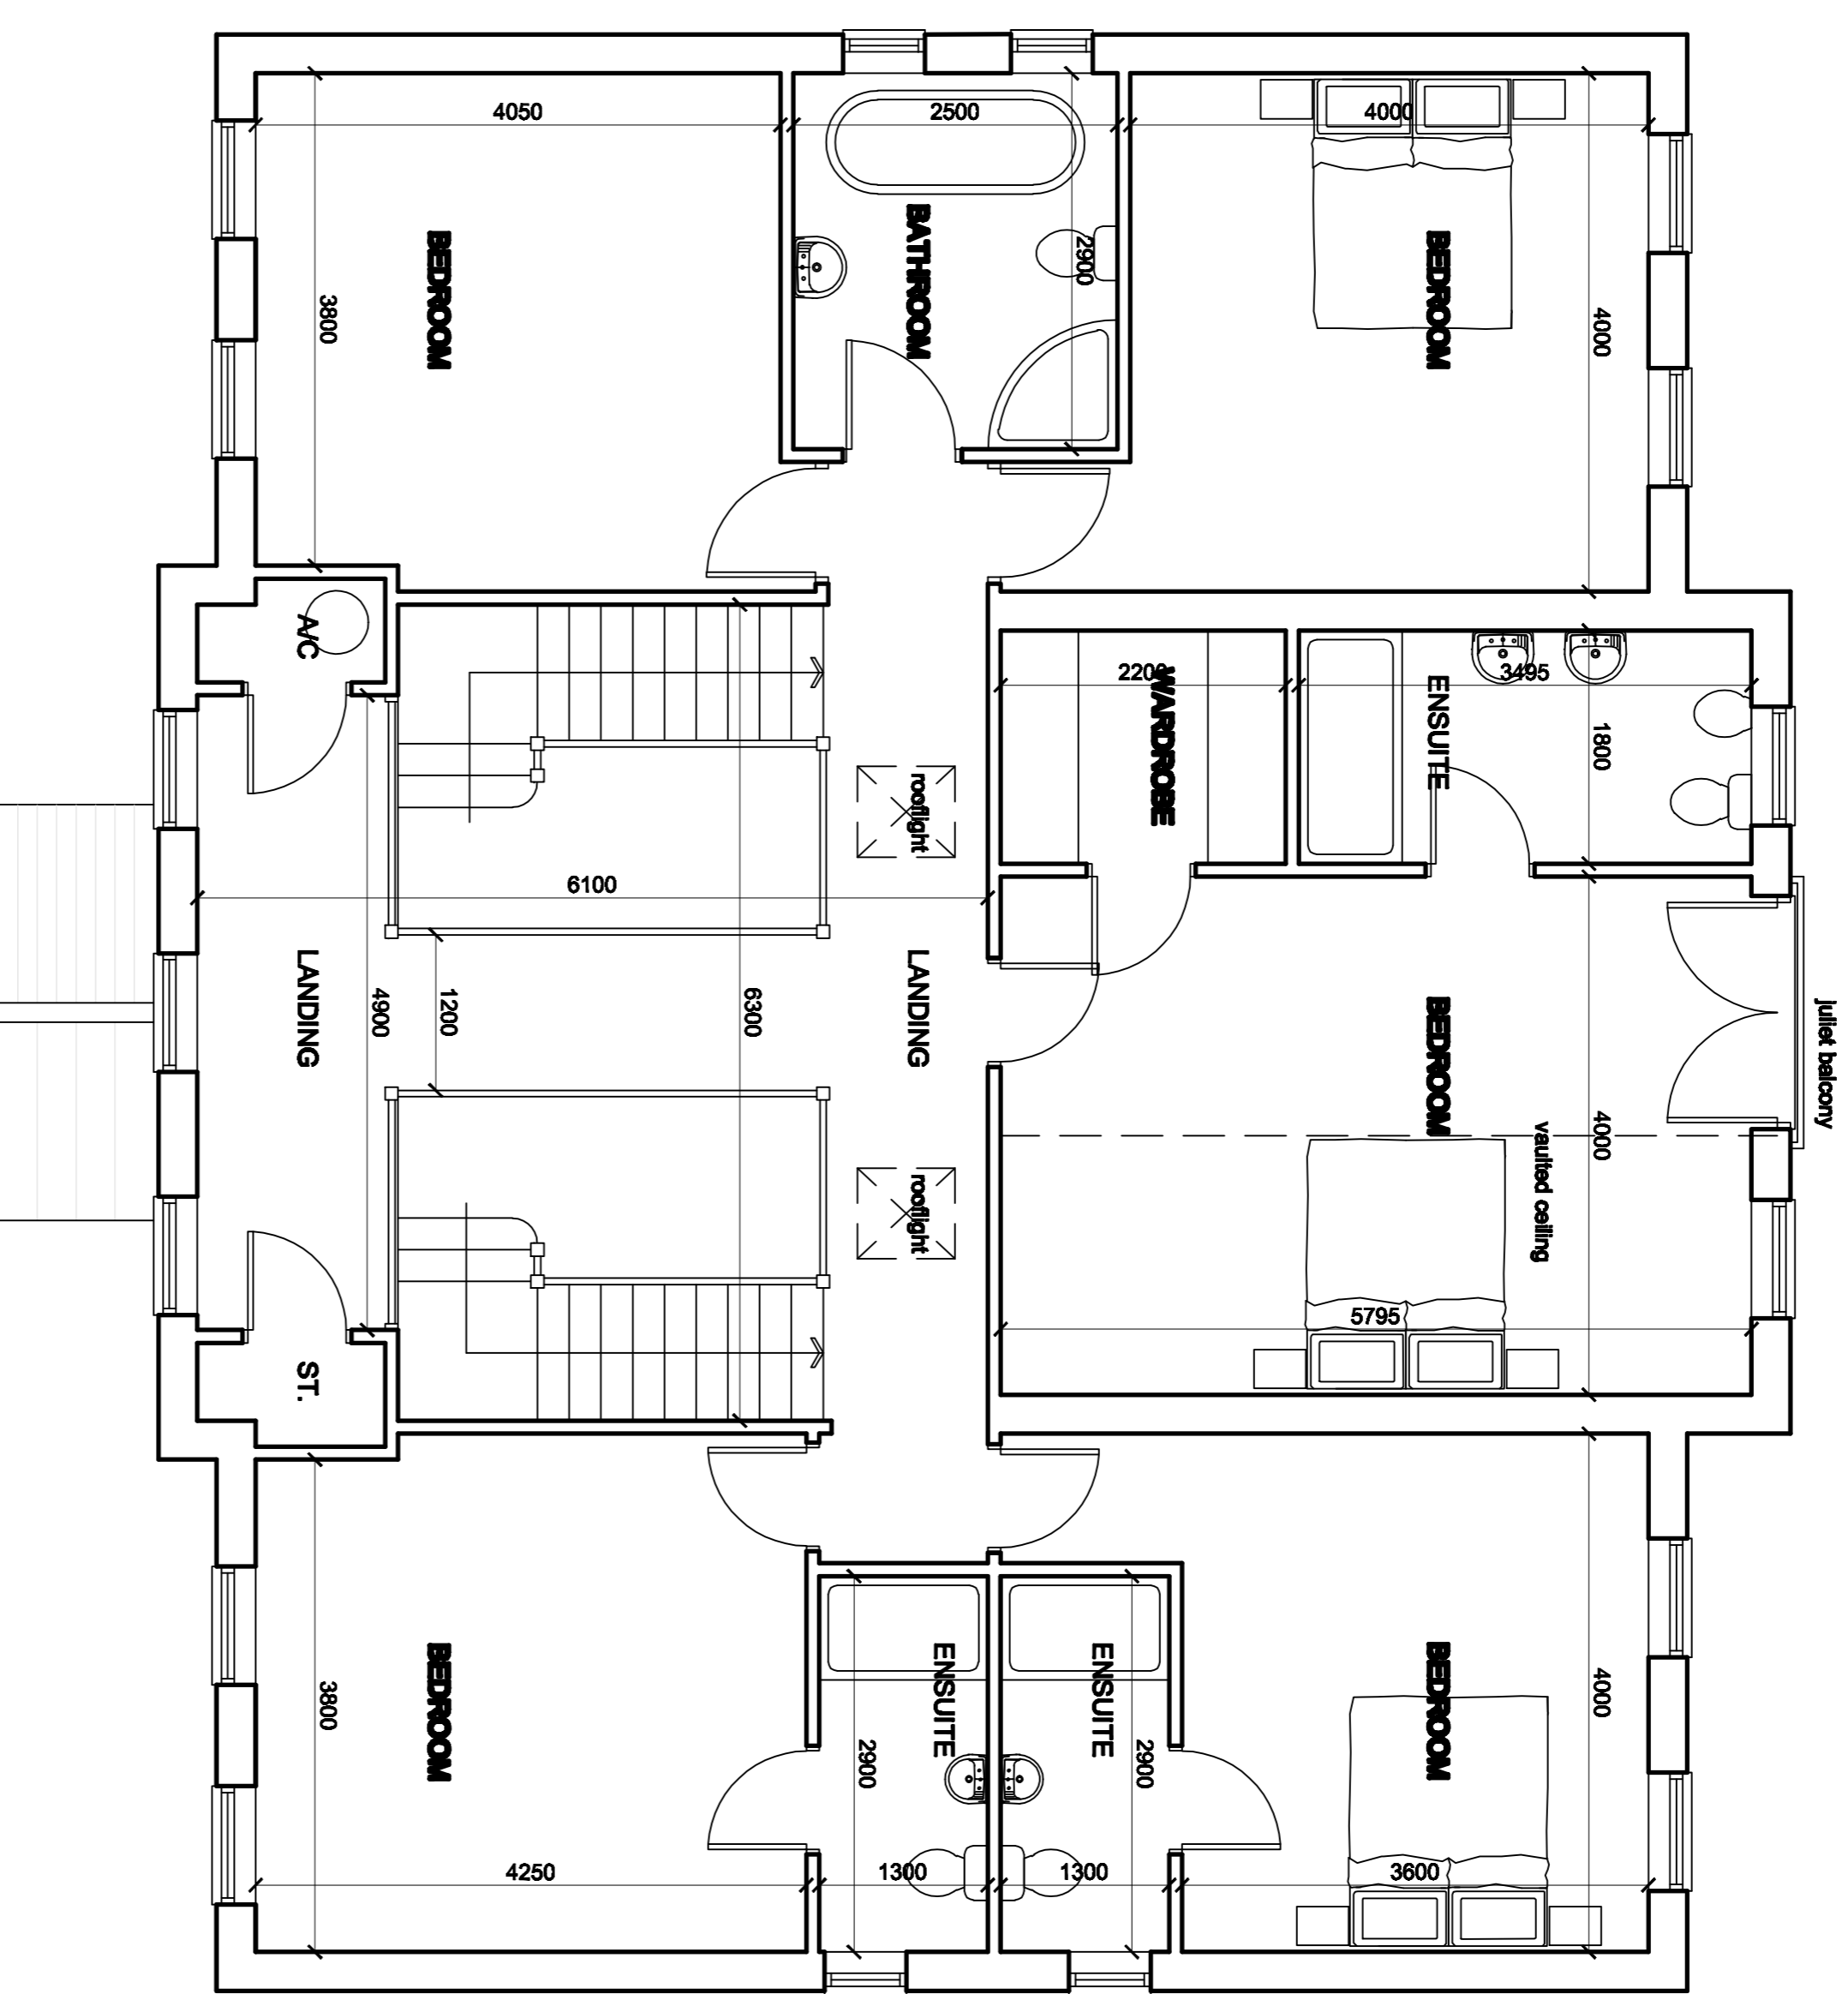 4050
2500
4000
BEDROOM
3800
BATHROOM
2900
BEDROOM
4000
A/C
2200
WARDROBE
ENSUITE
3495
1800
rooflight
6100
LANDING
4900
1200
6300
LANDING
BEDROOM
4000
juliet balcony
vaulted ceiling
rooflight
5795
ST.
BEDROOM
3800
ENSUITE
2900
ENSUITE
2900
BEDROOM
4000
4250
1300
1300
3600